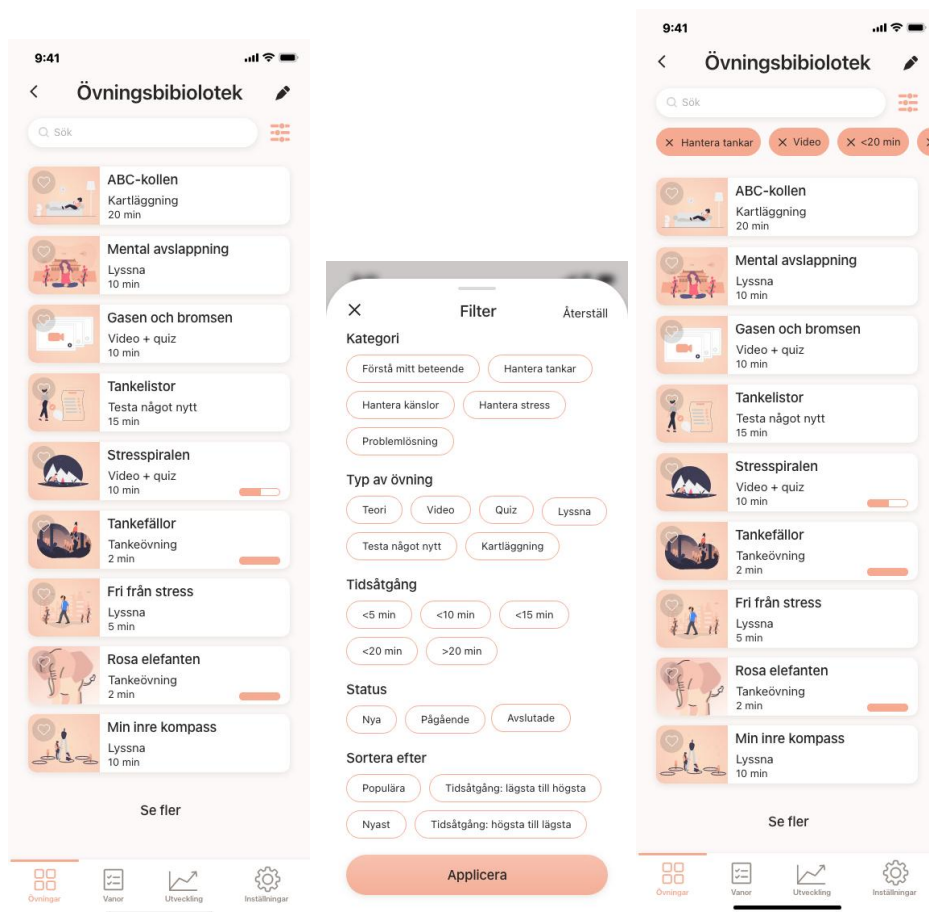 9:41
Övningsbibiolotek
Sök
ABC-kollen
Kartläggning
20 min
Mental avslappning
Lyssna
10 min
Gasen och bromsen
Video + quiz
10 min
Tankelistor
Testa något nytt
15 min
Stresspiralen
Video + quiz
10 min
Tankefällor
Tankeövning
2 min
Fri från stress
Lyssna
5 min
Rosa elefanten
Tankeövning
2 min
Min inre kompass
Lyssna
10 min
Se fler
Övningar Vanor Utveckling Inställningar
Filter Återställ
Kategori
Förstå mitt beteende Hantera tankar
Hantera känslor Hantera stress
Problemlösning
Typ av övning
Teori Video Quiz Lyssna
Testa något nytt Kartläggning
Tidsåtgång
<5 min <10 min <15 min
<20 min >20 min
Status
Nya Pågående Avslutade
Sortera efter
Populära Tidsåtgång: lägsta till högsta
Nyast Tidsåtgång: högsta till lägsta
Applicera
9:41
Övningsbibiolotek
Sök
Hantera tankar Video <20 min
ABC-kollen
Kartläggning
20 min
Mental avslappning
Lyssna
10 min
Gasen och bromsen
Video + quiz
10 min
Tankelistor
Testa något nytt
15 min
Stresspiralen
Video + quiz
10 min
Tankefällor
Tankeövning
2 min
Fri från stress
Lyssna
5 min
Rosa elefanten
Tankeövning
2 min
Min inre kompass
Lyssna
10 min
Se fler
Övningar Vanor Utveckling Inställningar